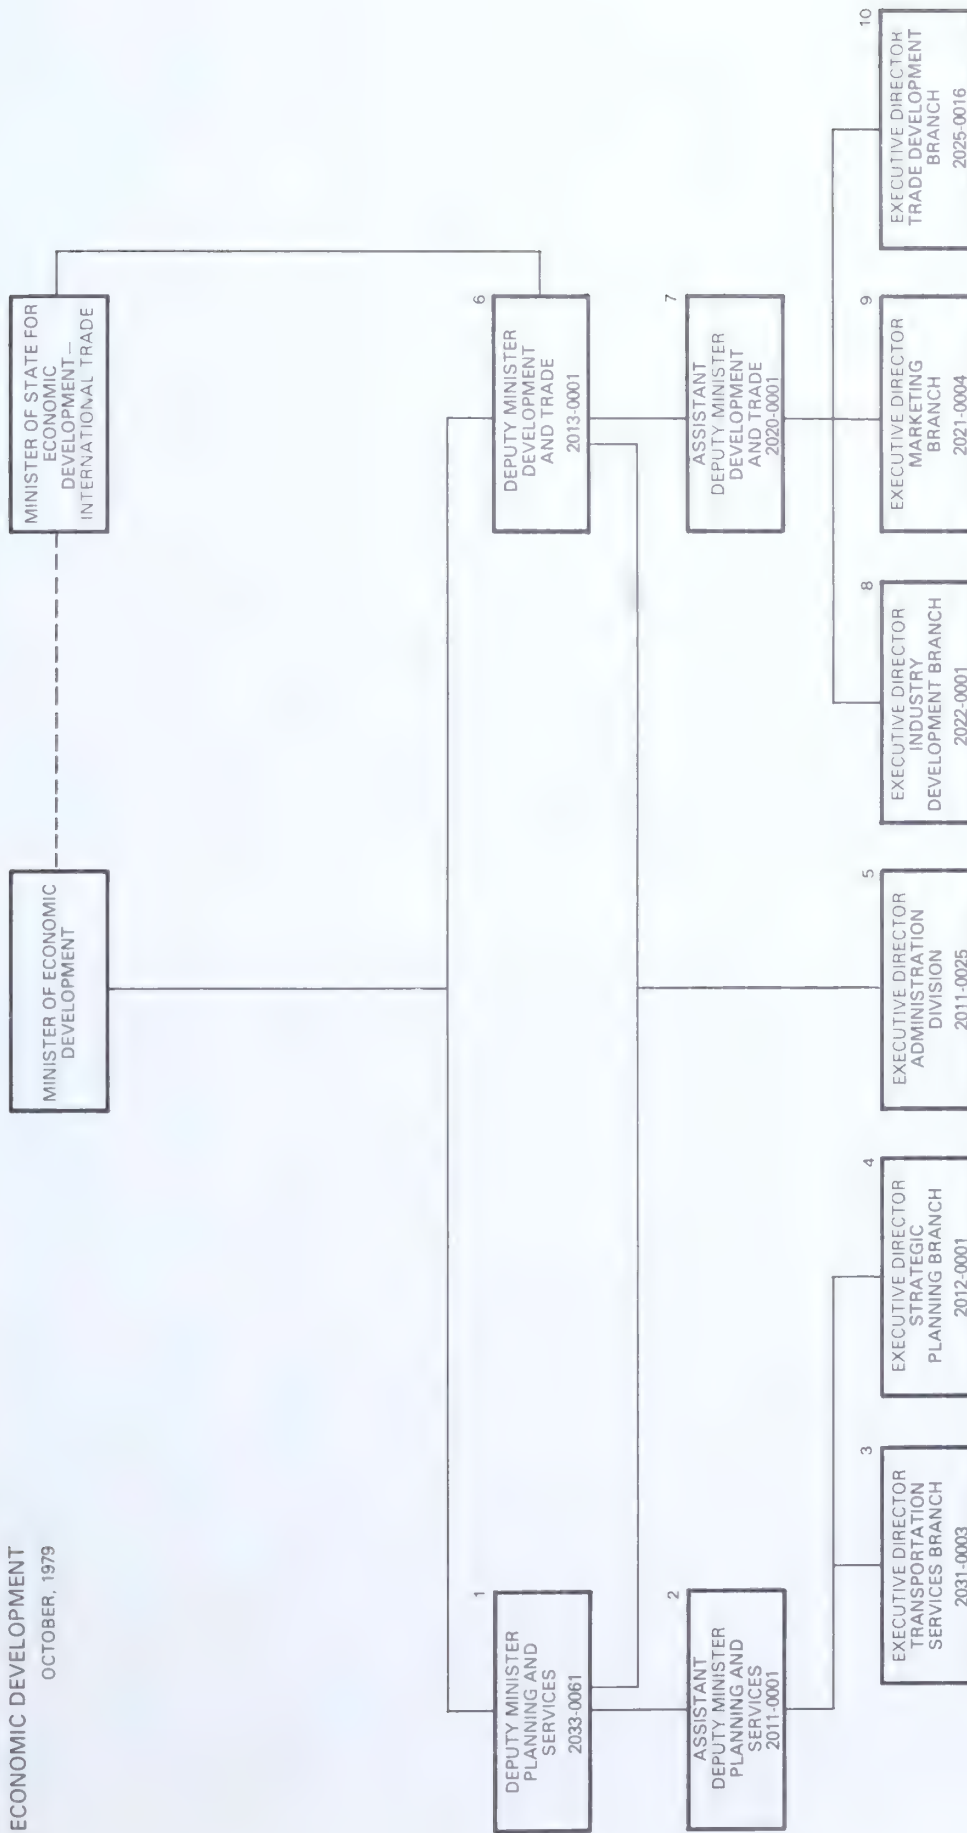 ECONOMIC DEVELOPMENT
OCTOBER, 1979
MINISTER OF ECONOMIC
DEVELOPMENT
MINISTER OF STATE FOR
ECONOMIC
DEVELOPMENT—
INTERNATIONAL TRADE
1
DEPUTY MINISTER
PLANNING AND
SERVICES
2033-0061
6
DEPUTY MINISTER
DEVELOPMENT
AND TRADE
2013-0001
2
ASSISTANT
DEPUTY MINISTER
PLANNING AND
SERVICES
2011-0001
7
ASSISTANT
DEPUTY MINISTER
DEVELOPMENT
AND TRADE
2020-0001
3
EXECUTIVE DIRECTOR
TRANSPORTATION
SERVICES BRANCH
2031-0003
4
EXECUTIVE DIRECTOR
STRATEGIC
PLANNING BRANCH
2012-0001
5
EXECUTIVE DIRECTOR
ADMINISTRATION
DIVISION
2011-0025
8
EXECUTIVE DIRECTOR
INDUSTRY
DEVELOPMENT BRANCH
2022-0001
9
EXECUTIVE DIRECTOR
MARKETING
BRANCH
2021-0004
10
EXECUTIVE DIRECTOR
TRADE DEVELOPMENT
BRANCH
2025-0016